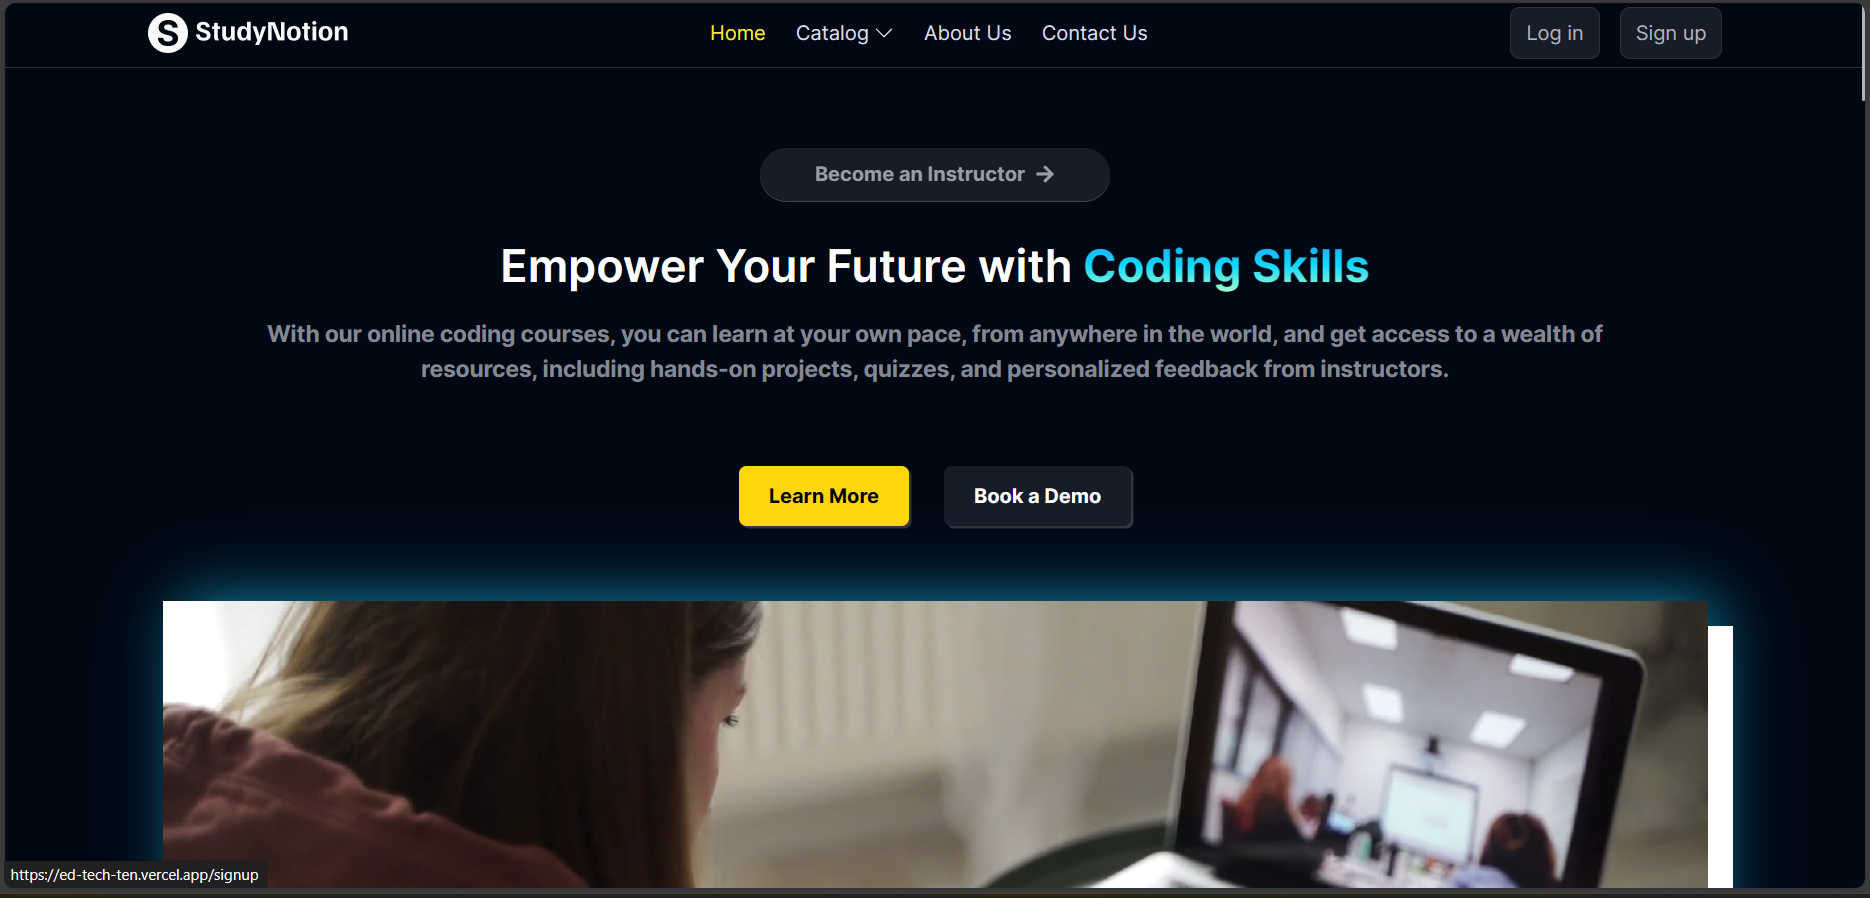 S StudyNotion
Home Catalog About Us Contact Us
Log in Sign up
Become an Instructor →
Empower Your Future with Coding Skills
With our online coding courses, you can learn at your own pace, from anywhere in the world, and get access to a wealth of
resources, including hands-on projects, quizzes, and personalized feedback from instructors.
Learn More Book a Demo
https://ed-tech-ten.vercel.app/signup